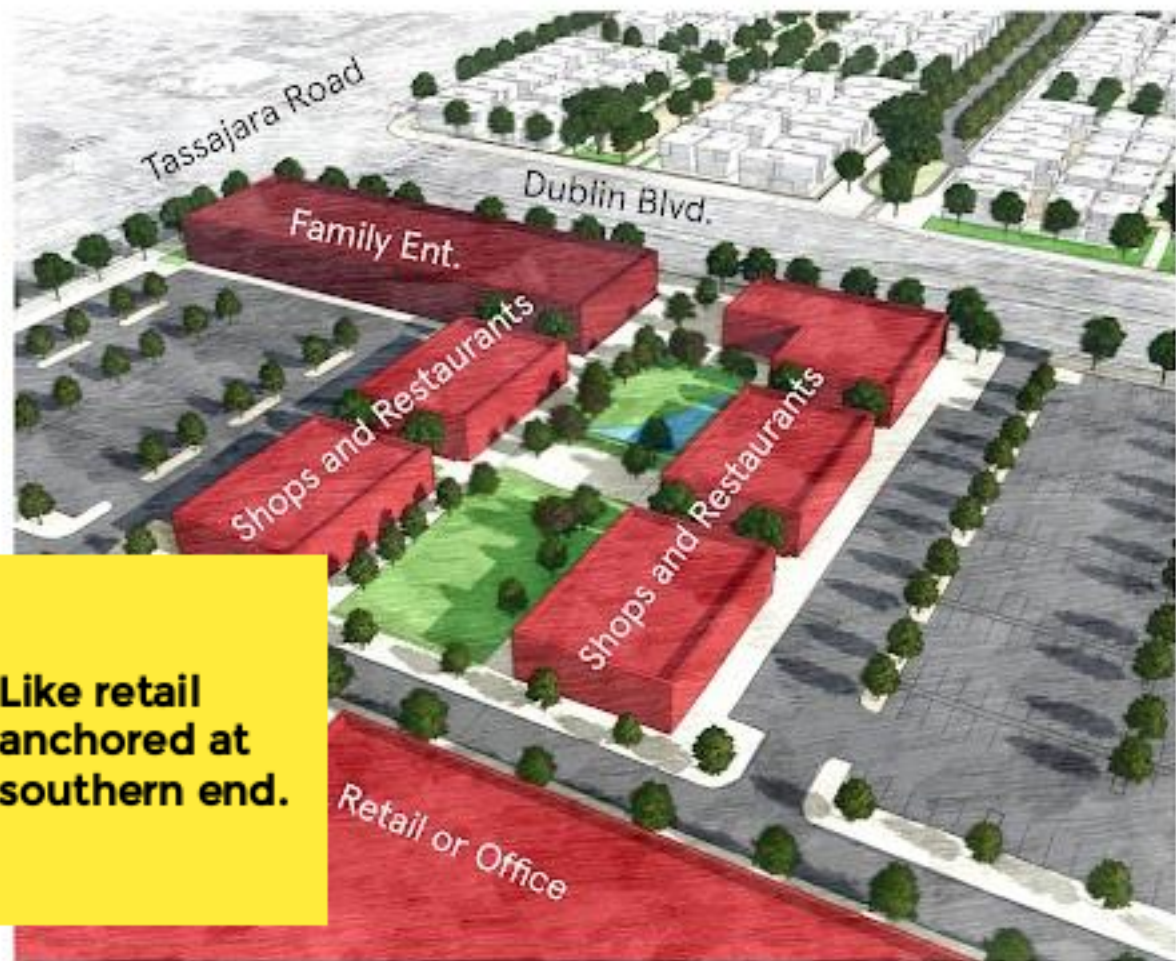 Tassajara Road
Dublin Blvd.
Family Ent.
Shops and Restaurants
Shops and Restaurants
Like retail
anchored at
southern end.
Retail or Office